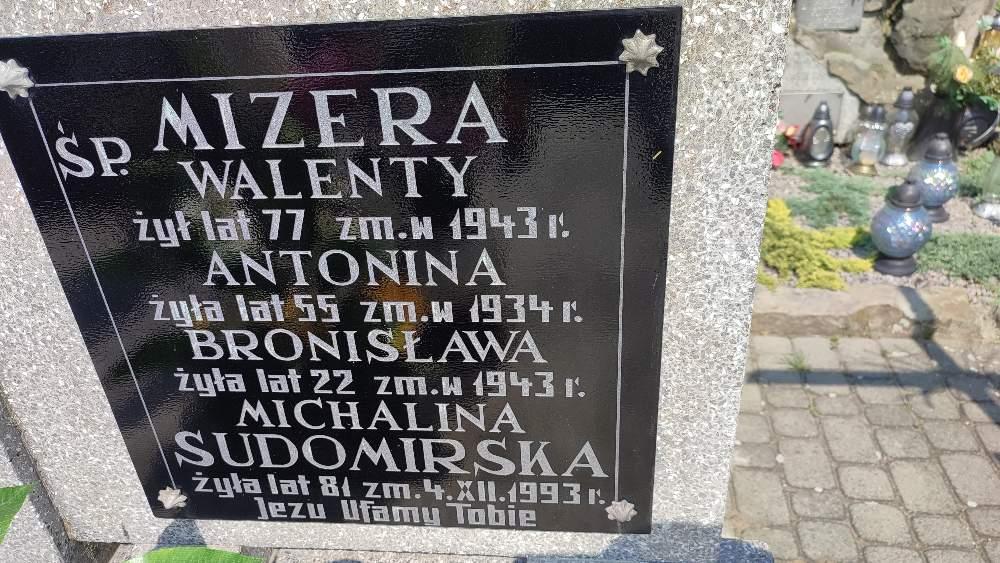 MIZERA
ŚP. WALENTY
żył lat 77 zm. w 1943 r.
ANTONINA
żyła lat 55 zm. w 1934 r.
BRONISŁAWA
żyła lat 22 zm. w 1943 r.
MICHALINA
SUDOMIRSKA
żyła lat 81 zm. 4.XII.1993 r.
Jezu Ufamy Tobie